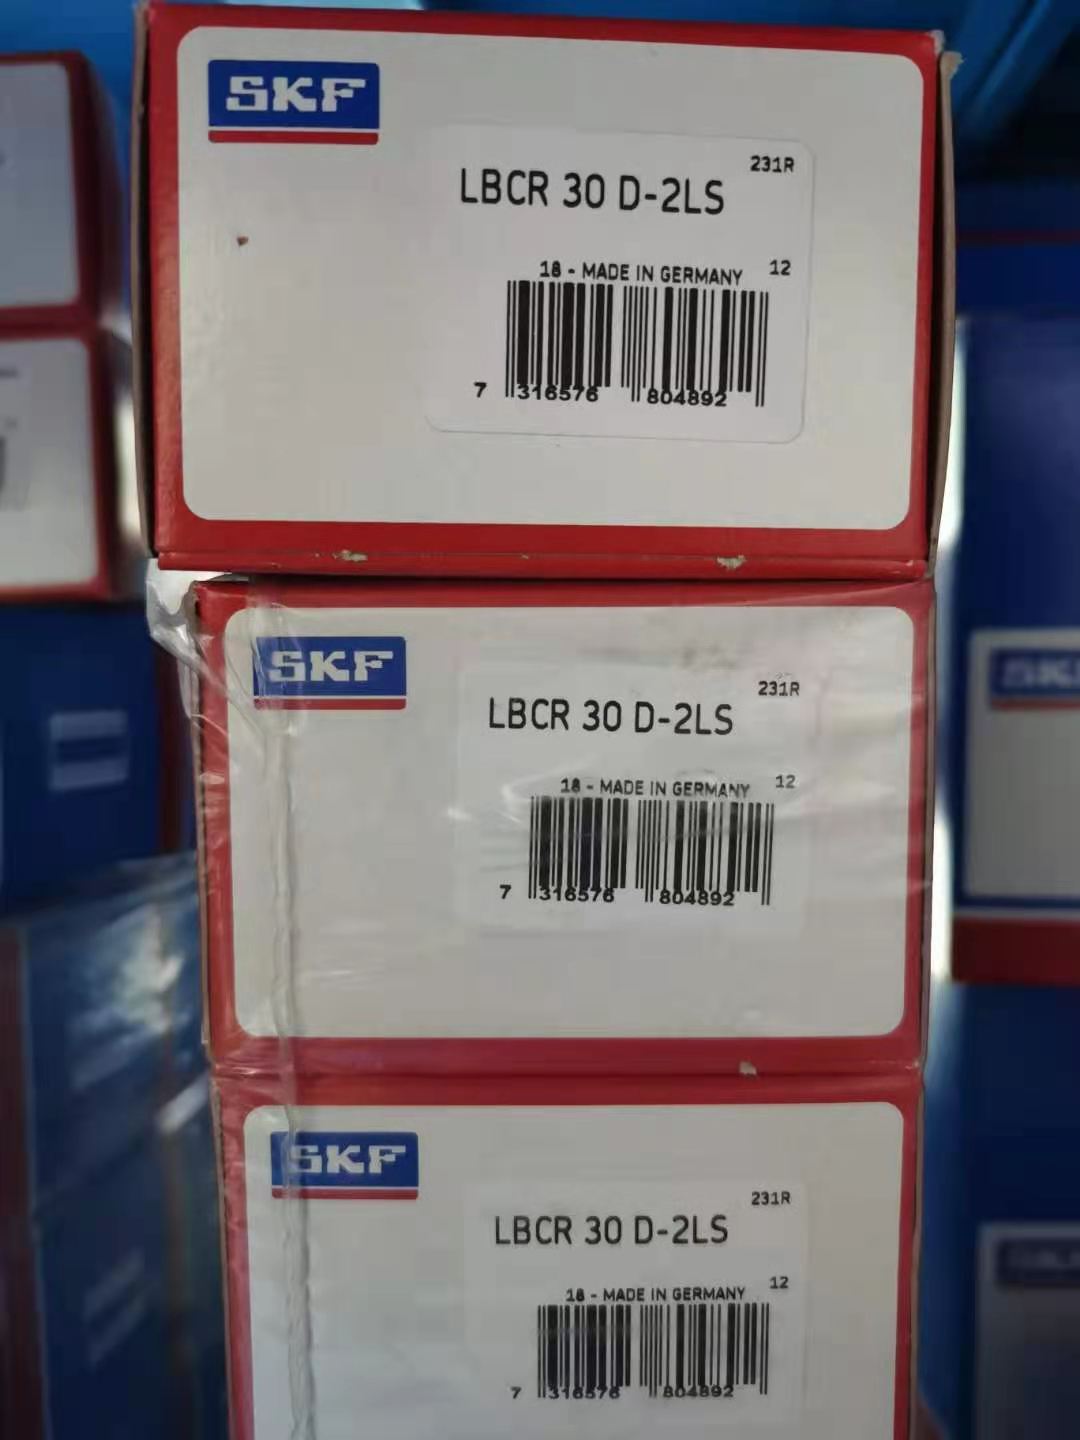 SKF
231R
LBCR 30 D-2LS
18 - MADE IN GERMANY 12
7 316576 804892
SKF
231R
LBCR 30 D-2LS
18 - MADE IN GERMANY 12
7 316576 804892
SKF
SKF
231R
LBCR 30 D-2LS
18 - MADE IN GERMANY 12
7 316576 804892